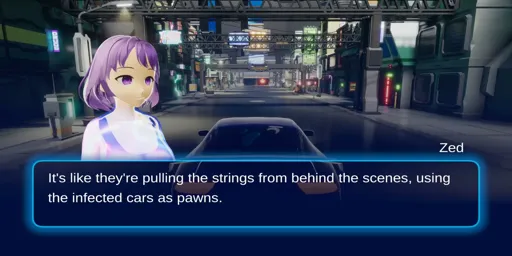 Zed
It's like they're pulling the strings from behind the scenes, using
the infected cars as pawns.